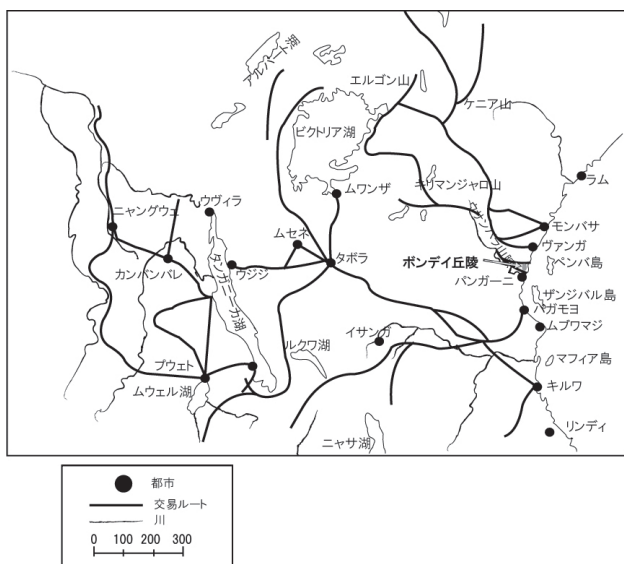 アルバート湖
エルゴン山
ケニア山
ビクトリア湖
ラム
ムワンザ
キリマンジャロ山
ニャングウェ
ウヴィラ
モンバサ
ムセネ
ヴァンガ
カンバンバレ
ウジジ
タボラ
ボンデイ丘陵
ペンバ島
パンガーニ
タンガニーカ湖
ザンジバル島
バガモヨ
イサンガ
ムブワマジ
ルクワ湖
プウェト
マフィア島
ムウェル湖
キルワ
ニャサ湖
リンディ
都市
交易ルート
川
0 100 200 300